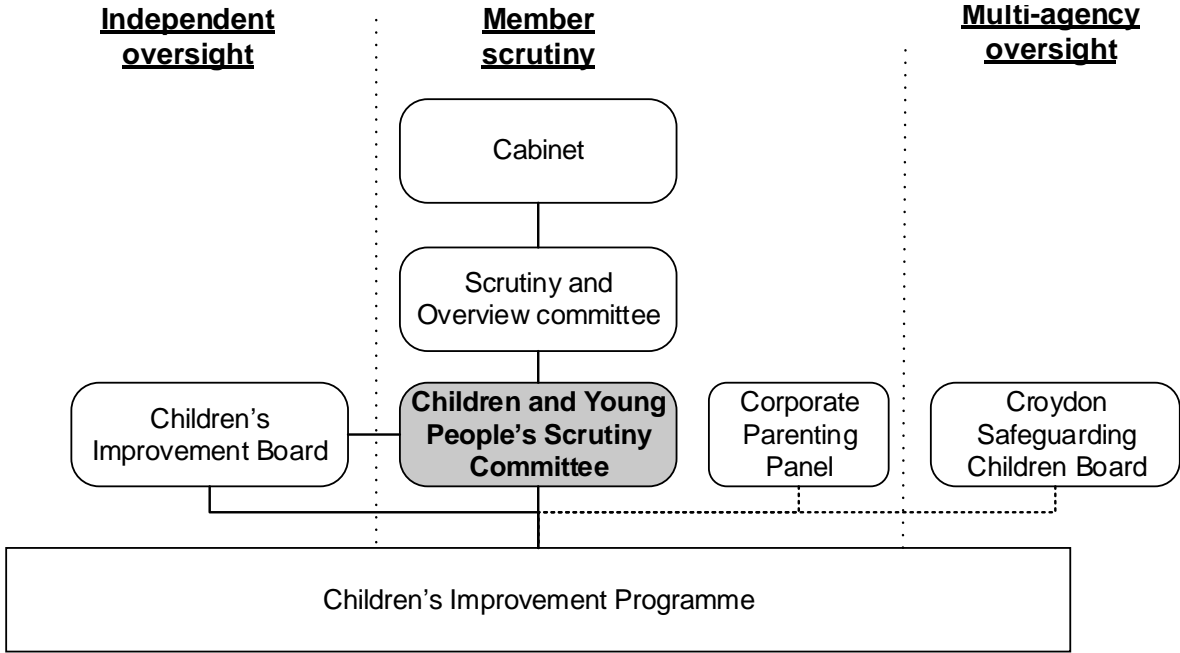 Independent
oversight
Member
scrutiny
Multi-agency
oversight
Cabinet
Scrutiny and
Overview committee
Children’s
Improvement Board
Children and Young
People’s Scrutiny
Committee
Corporate
Parenting
Panel
Croydon
Safeguarding
Children Board
Children’s Improvement Programme